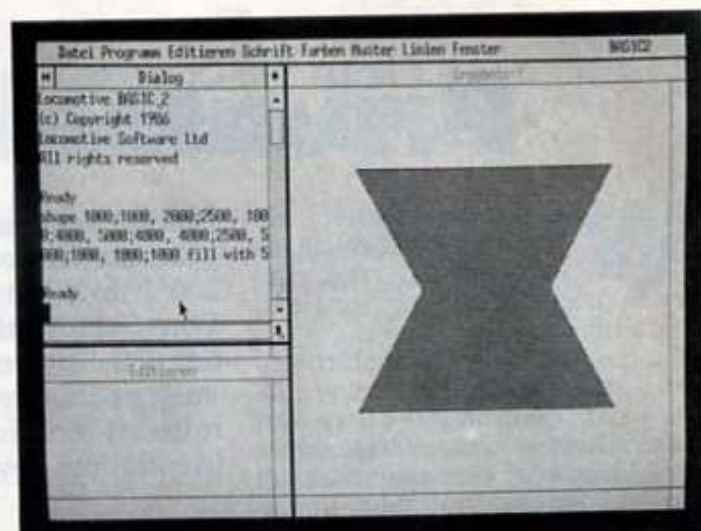 Datei Programm Editieren Schrift Farben Muster Linien Fenster BASIC2
Dialog
Locomotive BASIC 2
(c) Copyright 1986
Locomotive Software Ltd
All rights reserved
Ready
shape 1000;1000, 2000;2500, 100
0;4000, 5000;4000, 4000;2500, 5
000;1000, 1000;1000 fill with 5
Ready
Editieren